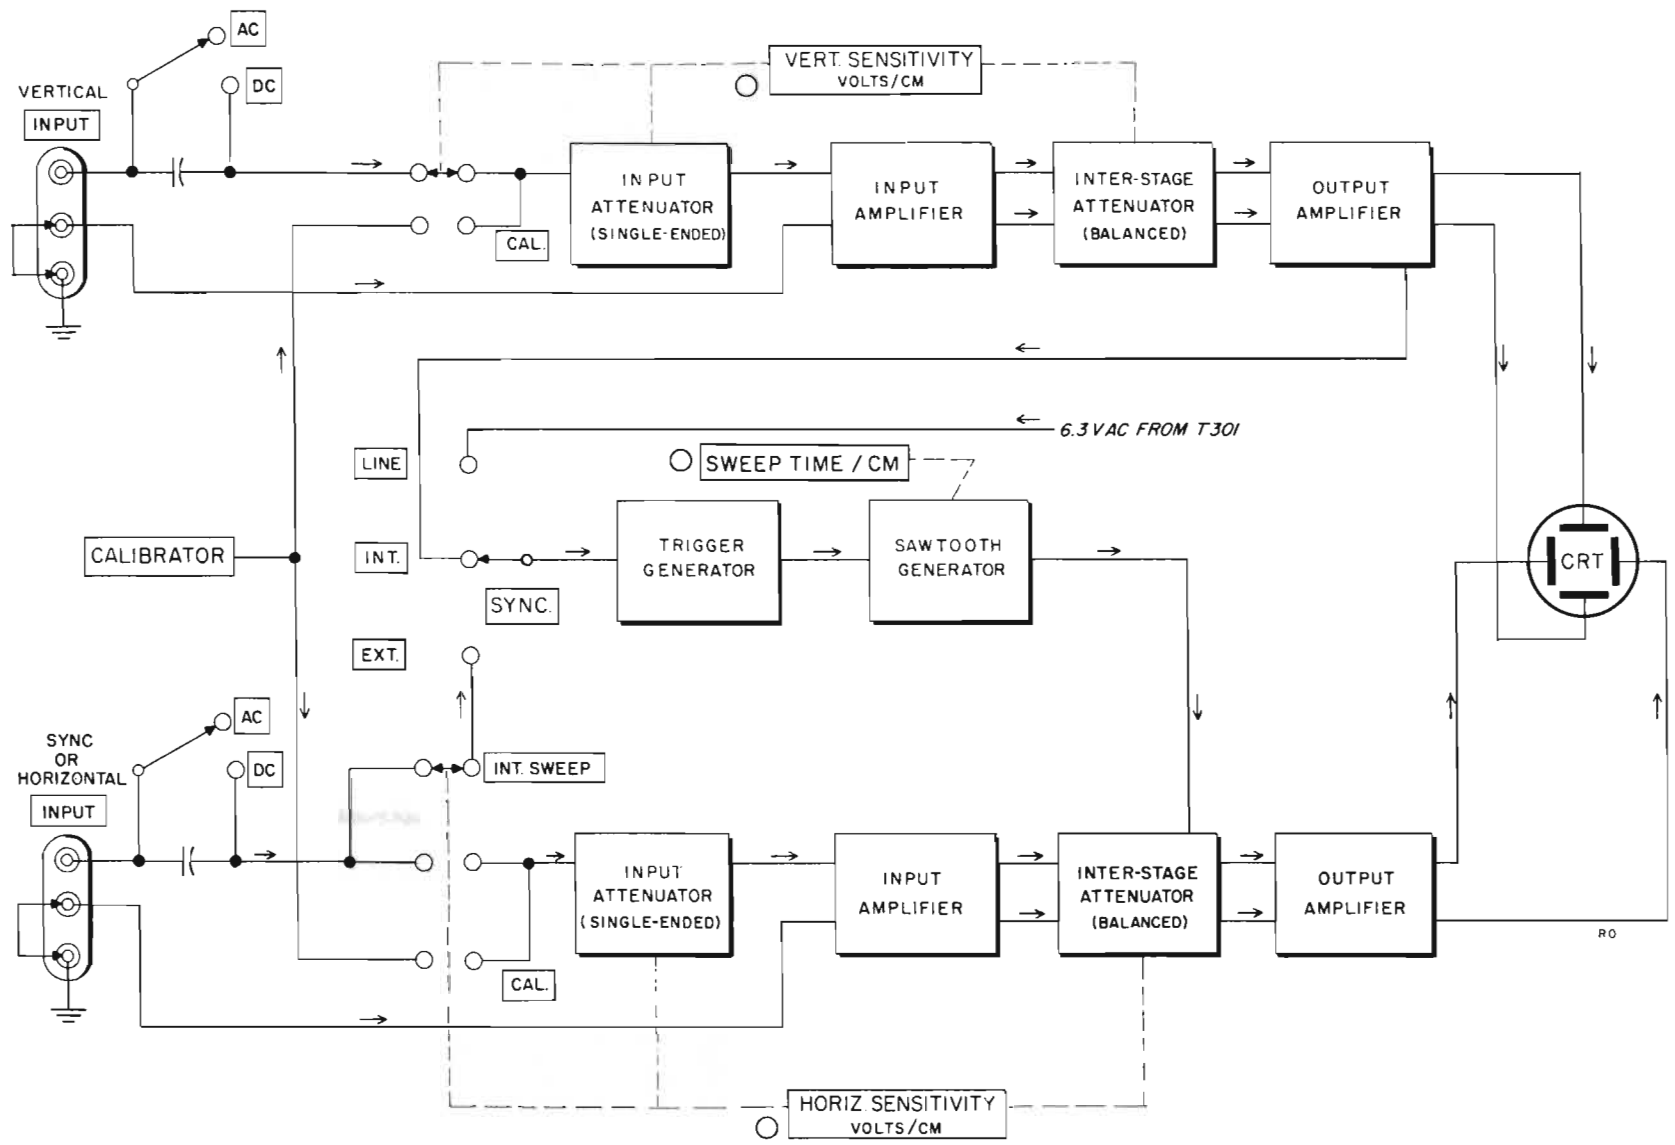 AC
VERT. SENSITIVITY
VOLTS/CM
DC
VERTICAL
INPUT
INPUT
ATTENUATOR
(SINGLE-ENDED)
INPUT
AMPLIFIER
INTER-STAGE
ATTENUATOR
(BALANCED)
OUTPUT
AMPLIFIER
CAL.
6.3 VAC FROM T301
LINE
SWEEP TIME / CM
CALIBRATOR
INT.
TRIGGER
GENERATOR
SAWTOOTH
GENERATOR
CRT
SYNC.
EXT.
AC
SYNC
OR
HORIZONTAL
INPUT
DC
INT. SWEEP
INPUT
ATTENUATOR
(SINGLE-ENDED)
INPUT
AMPLIFIER
INTER-STAGE
ATTENUATOR
(BALANCED)
OUTPUT
AMPLIFIER
RO
CAL.
HORIZ. SENSITIVITY
VOLTS/CM